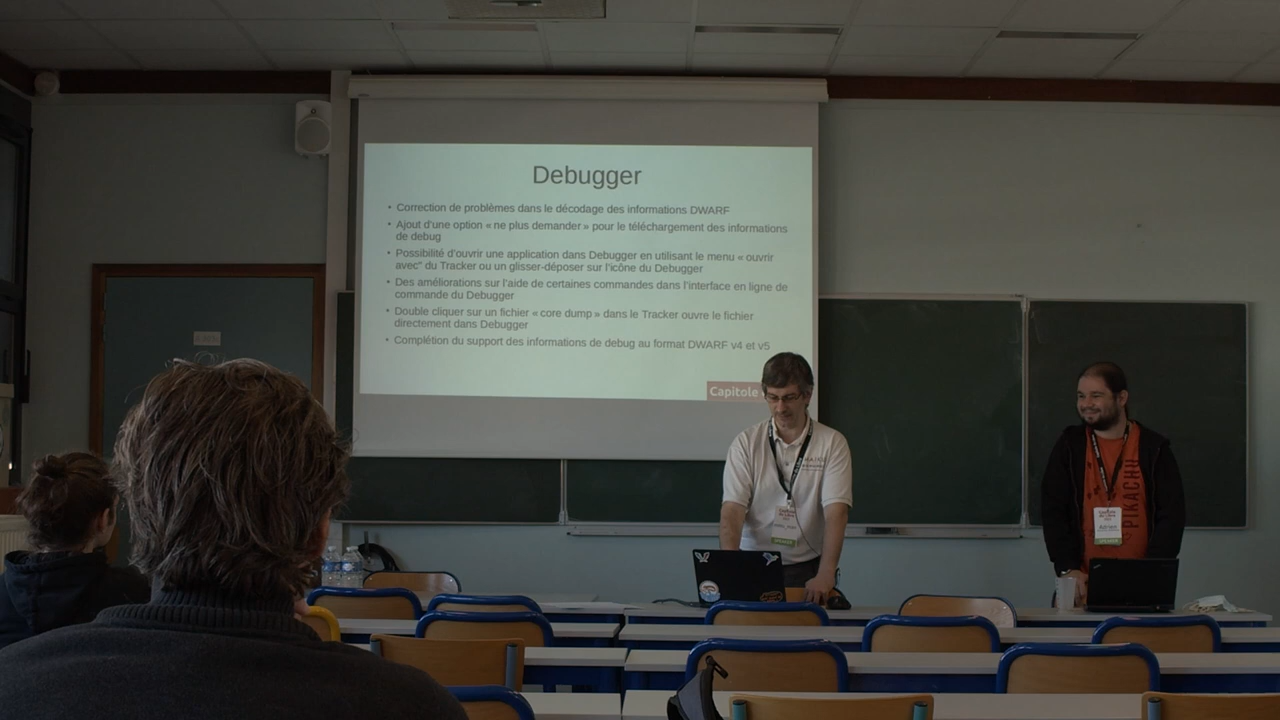 Debugger
• Correction de problèmes dans le décodage des informations DWARF
• Ajout d'une option « ne plus demander » pour le téléchargement des informations
de debug
• Possibilité d'ouvrir une application dans Debugger en utilisant le menu « ouvrir
avec" du Tracker ou un glisser-déposer sur l'icône du Debugger
• Des améliorations sur l'aide de certaines commandes dans l'interface en ligne de
commande du Debugger
• Double cliquer sur un fichier « core dump » dans le Tracker ouvre le fichier
directement dans Debugger
• Complétion du support des informations de debug au format DWARF v4 et v5
Capitole
PIKACHU
Adrien
SPEAKER